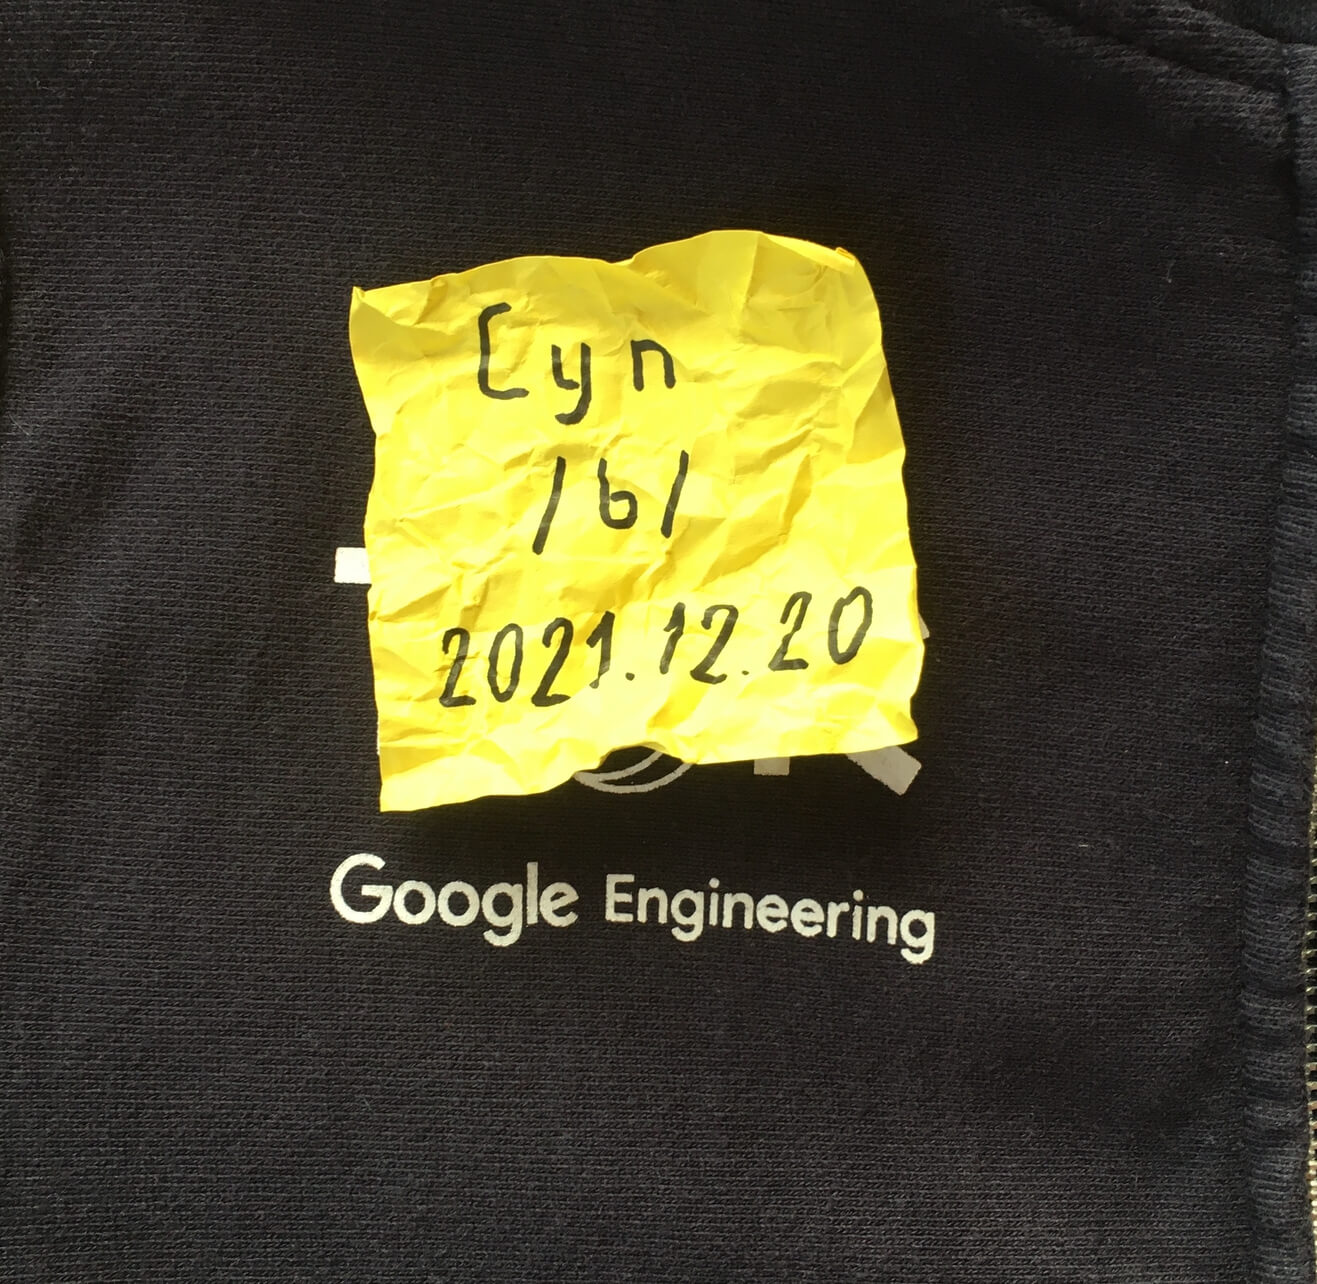 Cyn
/b/
2021.12.20
Google Engineering